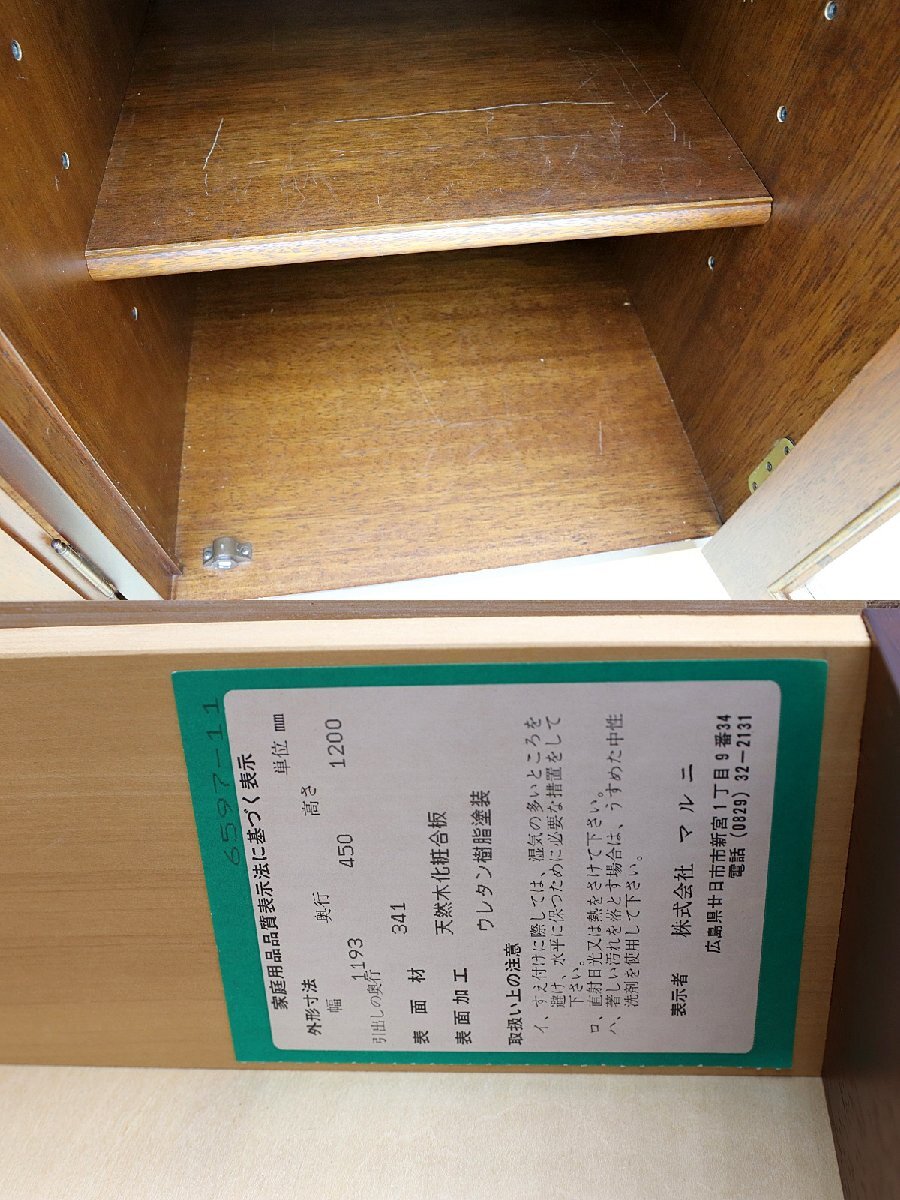 6597-11
家庭用品品質表示法に基づく表示
外形寸法 単位 mm
幅 1193 奥行 450 高さ 1200
引出しの奥行 341
表面材 天然木化粧合板
表面加工 ウレタン樹脂塗装
取扱い上の注意
イ、すえ付けに際しては、湿気の多いところを
避け、水平に保つために必要な措置をして
下さい。
ロ、直射日光又は熱をさけて下さい。
ハ、著しい汚れを落とす場合は、うすめた中性
洗剤を使用して下さい。
表示者 株式会社 マルニ
広島県廿日市市新宮1丁目9番34
電話 (0829) 32-2131